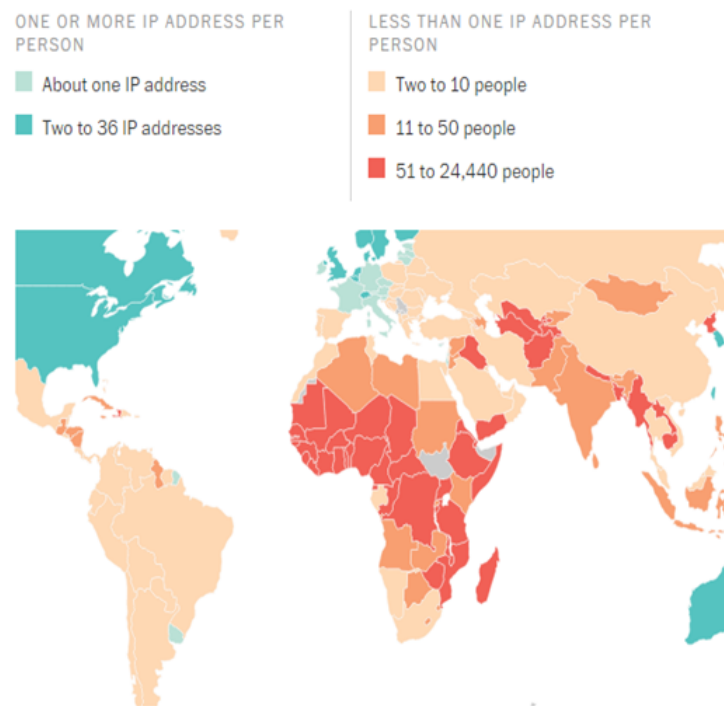 ONE OR MORE IP ADDRESS PER
PERSON
About one IP address
Two to 36 IP addresses
LESS THAN ONE IP ADDRESS PER
PERSON
Two to 10 people
11 to 50 people
51 to 24,440 people